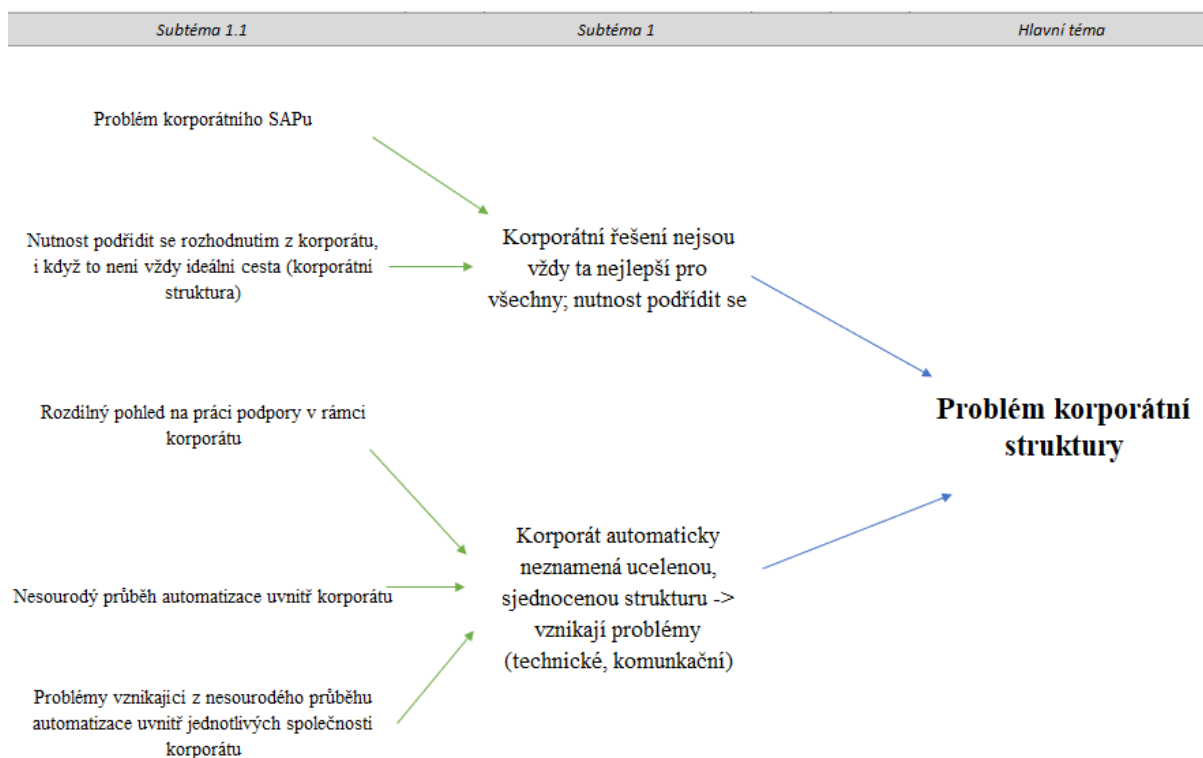 Subtéma 1.1
Subtéma 1
Hlavní téma
Problém korporátního SAPu
Nutnost podřídit se rozhodnutím z korporátu,
i když to není vždy ideální cesta (korporátní
struktura)
Korporátní řešení nejsou
vždy ta nejlepší pro
všechny; nutnost podřídit se
Rozdílný pohled na práci podpory v rámci
korporátu
Problém korporátní
struktury
Korporát automaticky
neznamená ucelenou,
sjednocenou strukturu ->
vznikají problémy
(technické, komunkační)
Nesourodý průběh automatizace uvnitř korporátu
Problémy vznikající z nesourodého průběhu
automatizace uvnitř jednotlivých společností
korporátu